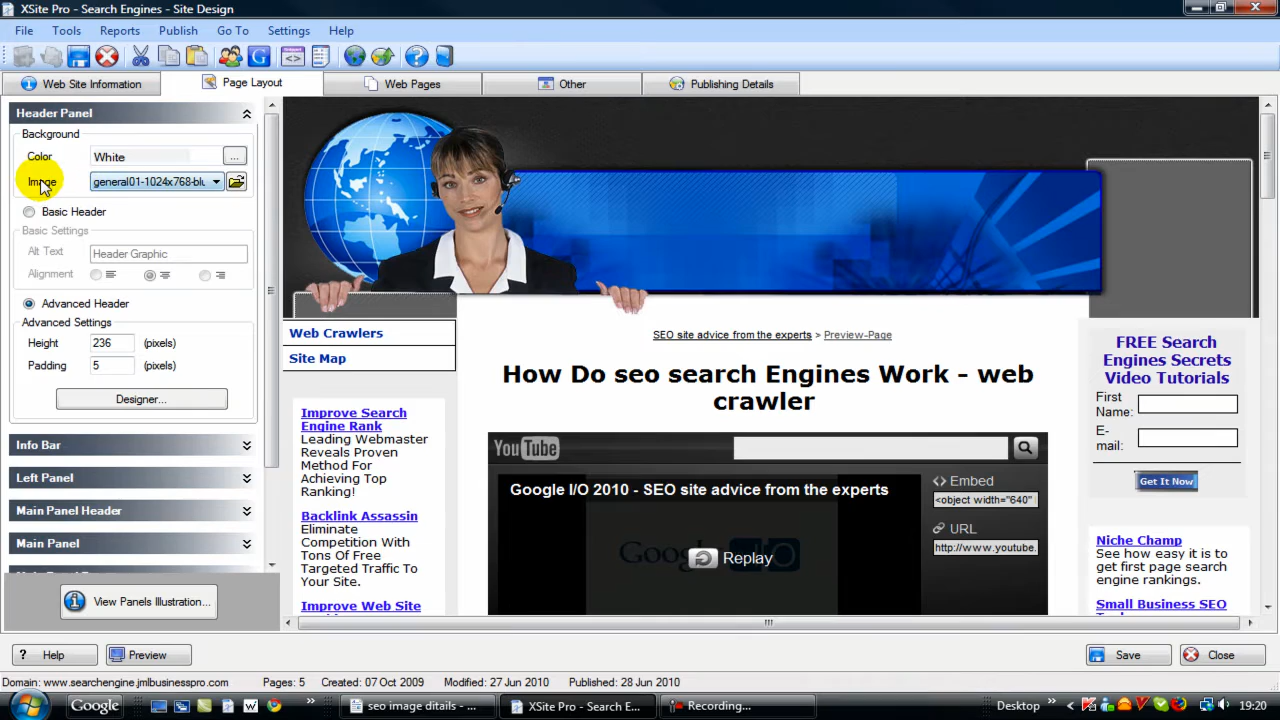 XSite Pro - Search Engines - Site Design
File Tools Reports Publish Go To Settings Help
Web Site Information
Page Layout
Web Pages
Other
Publishing Details
Header Panel
Background
Color White ...
Image general01-1024x768-blu
Basic Header
Basic Settings
Alt Text Header Graphic
Alignment
Advanced Header
Advanced Settings
Height 236 (pixels)
Padding 5 (pixels)
Designer...
Info Bar
Left Panel
Main Panel Header
Main Panel
View Panels Illustration...
Web Crawlers
Site Map
Improve Search
Engine Rank
Leading Webmaster
Reveals Proven
Method For
Achieving Top
Ranking!
Backlink Assassin
Eliminate
Competition With
Tons Of Free
Targeted Traffic To
Your Site.
Improve Web Site
SEO site advice from the experts > Preview-Page
How Do seo search Engines Work - web
crawler
YouTube
Google I/O 2010 - SEO site advice from the experts
Google IO
Replay
Embed
<object width="640"
URL
http://www.youtube.
FREE Search
Engines Secrets
Video Tutorials
First
Name:
E-
mail:
Get It Now
Niche Champ
See how easy it is to
get first page search
engine rankings.
Small Business SEO
? Help
Preview
Save
Close
Domain: www.searchengine.jmlbusinesspro.com Pages: 5 Created: 07 Oct 2009 Modified: 27 Jun 2010 Published: 28 Jun 2010
Google
seo image ditails - ...
XSite Pro - Search E...
Recording...
Desktop
19:20